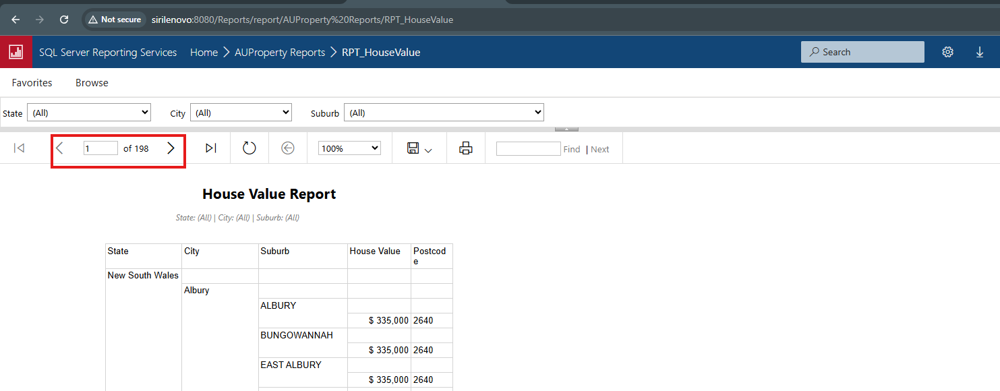 Not secure sirilenovo:8080/Reports/report/AUProperty%20Reports/RPT_HouseValue
SQL Server Reporting Services Home AUProperty Reports RPT_HouseValue Search
Favorites Browse
State (All) City (All) Suburb (All)
1 of 198 100% Find | Next
House Value Report
State: (All) | City: (All) | Suburb: (All)
State City Suburb House Value Postcod
e
New South Wales
Albury
ALBURY
$ 335,000 2640
BUNGOWANNAH
$ 335,000 2640
EAST ALBURY
$ 335,000 2640